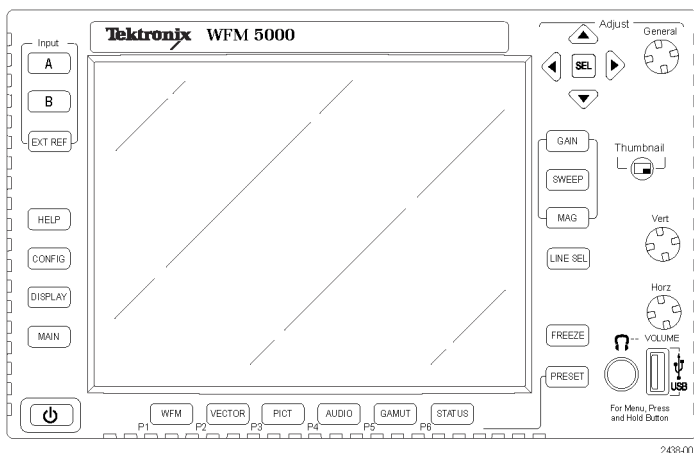 Tektronix WFM 5000
Input
A
B
EXT REF
HELP
CONFIG
DISPLAY
MAIN
Adjust
General
SEL
GAIN
SWEEP
MAG
LINE SEL
Thumbnail
Vert
Horz
FREEZE
VOLUME
PRESET
USB
For Menu, Press
and Hold Button
WFM VECTOR PICT AUDIO GAMUT STATUS
P1 P2 P3 P4 P5 P6